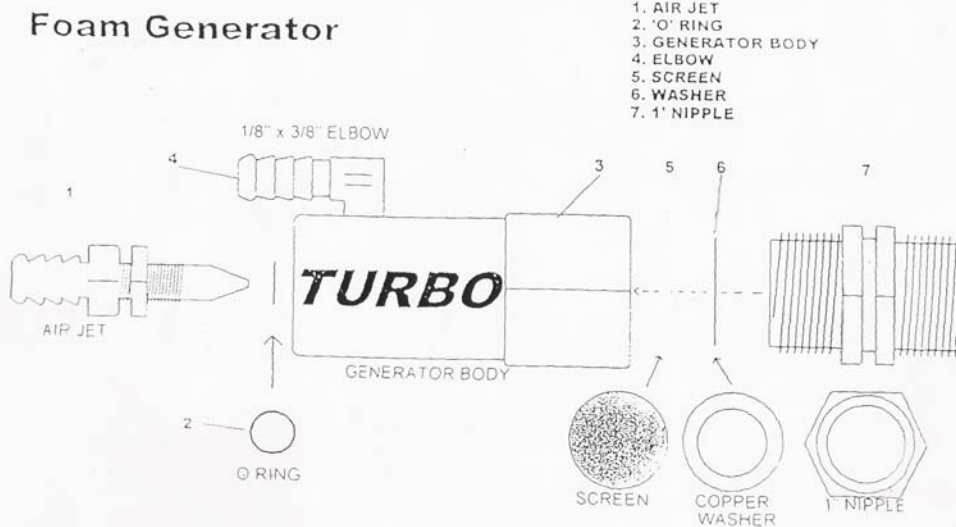 Foam Generator
1. AIR JET
2. 'O' RING
3. GENERATOR BODY
4. ELBOW
5. SCREEN
6. WASHER
7. 1' NIPPLE
1/8" x 3/8" ELBOW
4
3
5
6
7
1
TURBO
AIR JET
GENERATOR BODY
2
O RING
SCREEN
COPPER
WASHER
1" NIPPLE